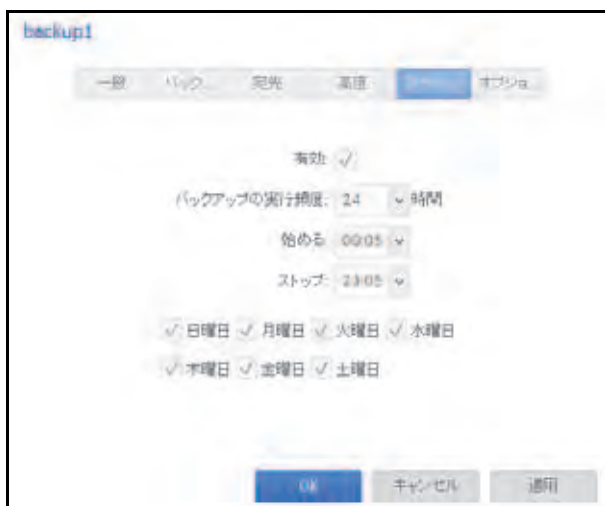 backup1
一般 バック... 宛先 高度 オプショ...
有効: 
バックアップの実行頻度: 24 時間
始める: 00:05
ストップ: 23:05
日曜日 月曜日 火曜日 水曜日
木曜日 金曜日 土曜日
OK キャンセル 適用